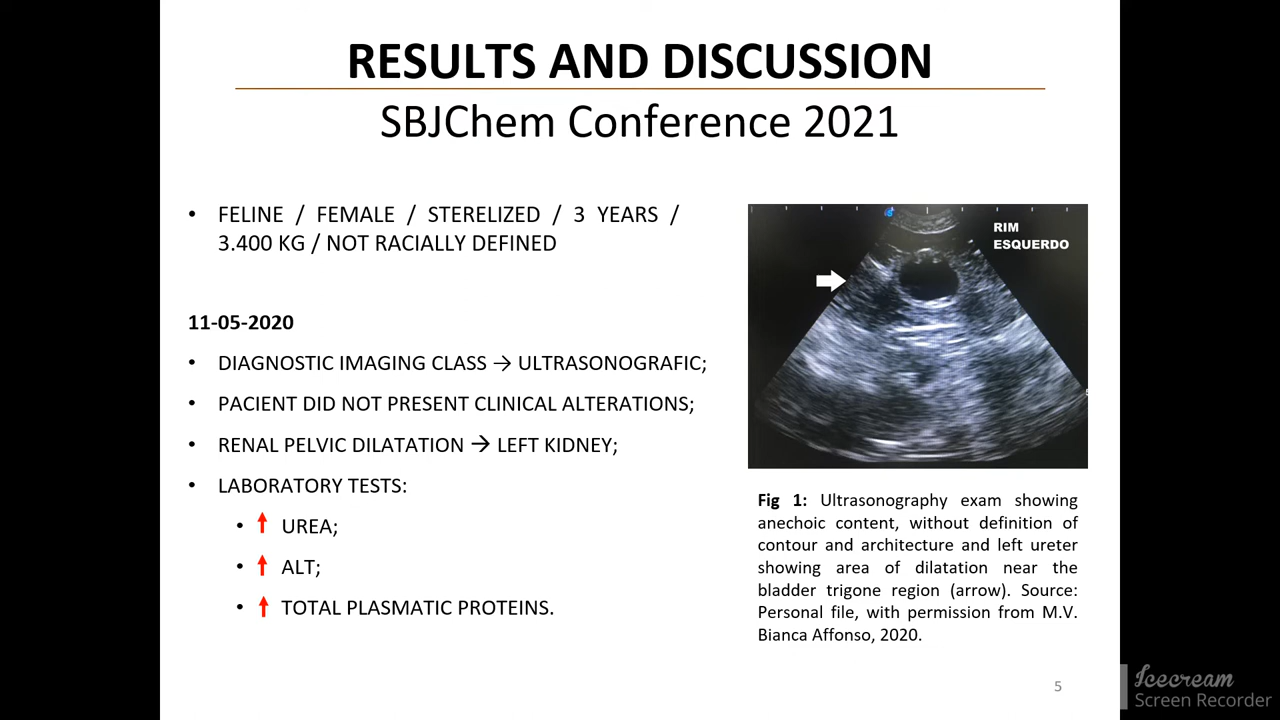 RESULTS AND DISCUSSION
SBJChem Conference 2021
• FELINE / FEMALE / STERELIZED / 3 YEARS /
3.400 KG / NOT RACIALLY DEFINED
11-05-2020
• DIAGNOSTIC IMAGING CLASS → ULTRASONOGRAFIC;
• PACIENT DID NOT PRESENT CLINICAL ALTERATIONS;
• RENAL PELVIC DILATATION → LEFT KIDNEY;
• LABORATORY TESTS:
• ↑ UREA;
• ↑ ALT;
• ↑ TOTAL PLASMATIC PROTEINS.
RIM
ESQUERDO
Fig 1: Ultrasonography exam showing
anechoic content, without definition of
contour and architecture and left ureter
showing area of dilatation near the
bladder trigone region (arrow). Source:
Personal file, with permission from M.V.
Bianca Affonso, 2020.
5
Icecream
Screen Recorder